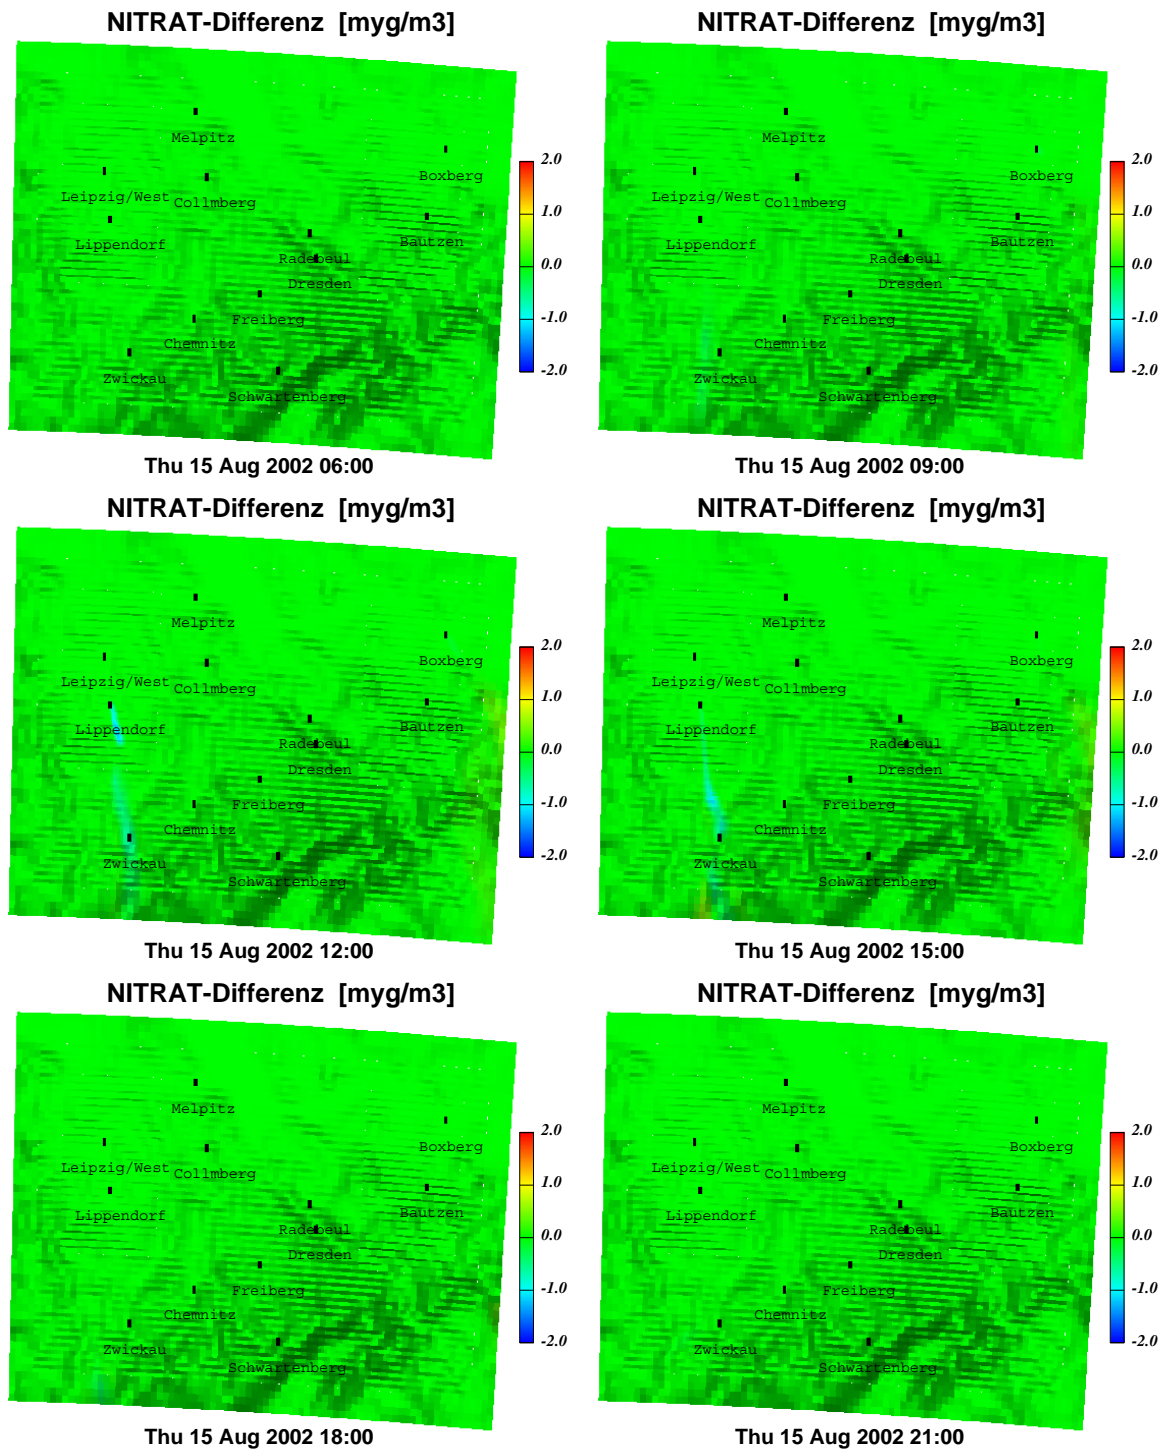 NITRAT-Differenz [myg/m3]
NITRAT-Differenz [myg/m3]
Melpitz
Boxberg
Leipzig/West
Collmberg
Lippendorf
Bautzen
Radebeul
Dresden
Freiberg
Chemnitz
Zwickau
Schwartenberg
2.0
1.0
0.0
-1.0
-2.0
Melpitz
Boxberg
Leipzig/West
Collmberg
Lippendorf
Bautzen
Radebeul
Dresden
Freiberg
Chemnitz
Zwickau
Schwartenberg
2.0
1.0
0.0
-1.0
-2.0
Thu 15 Aug 2002 06:00
Thu 15 Aug 2002 09:00
NITRAT-Differenz [myg/m3]
NITRAT-Differenz [myg/m3]
Melpitz
Boxberg
Leipzig/West
Collmberg
Lippendorf
Bautzen
Radebeul
Dresden
Freiberg
Chemnitz
Zwickau
Schwartenberg
2.0
1.0
0.0
-1.0
-2.0
Melpitz
Boxberg
Leipzig/West
Collmberg
Lippendorf
Bautzen
Radebeul
Dresden
Freiberg
Chemnitz
Zwickau
Schwartenberg
2.0
1.0
0.0
-1.0
-2.0
Thu 15 Aug 2002 12:00
Thu 15 Aug 2002 15:00
NITRAT-Differenz [myg/m3]
NITRAT-Differenz [myg/m3]
Melpitz
Boxberg
Leipzig/West
Collmberg
Lippendorf
Bautzen
Radebeul
Dresden
Freiberg
Chemnitz
Zwickau
Schwartenberg
2.0
1.0
0.0
-1.0
-2.0
Melpitz
Boxberg
Leipzig/West
Collmberg
Lippendorf
Bautzen
Radebeul
Dresden
Freiberg
Chemnitz
Zwickau
Schwartenberg
2.0
1.0
0.0
-1.0
-2.0
Thu 15 Aug 2002 18:00
Thu 15 Aug 2002 21:00